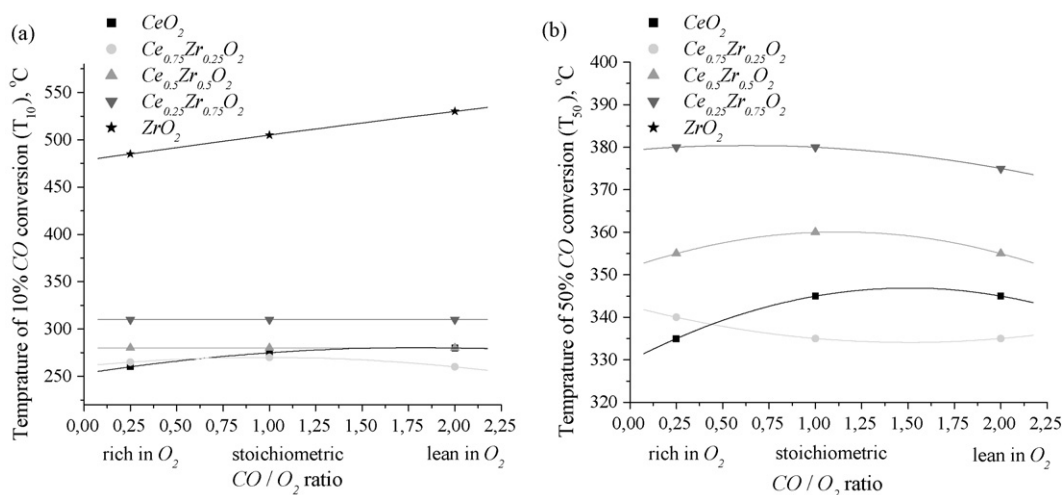 (a)
CeO2
Ce0.75Zr0.25O2
Ce0.5Zr0.5O2
Ce0.25Zr0.75O2
ZrO2
Temprature of 10% CO conversion (T10), °C
550
500
450
400
350
300
250
0,00 0,25 0,50 0,75 1,00 1,25 1,50 1,75 2,00 2,25
rich in O2 stoichiometric lean in O2
CO / O2 ratio
(b)
CeO2
Ce0.75Zr0.25O2
Ce0.5Zr0.5O2
Ce0.25Zr0.75O2
ZrO2
Temprature of 50% CO conversion (T50), °C
400
390
380
370
360
350
340
330
320
0,00 0,25 0,50 0,75 1,00 1,25 1,50 1,75 2,00 2,25
rich in O2 stoichiometric lean in O2
CO / O2 ratio